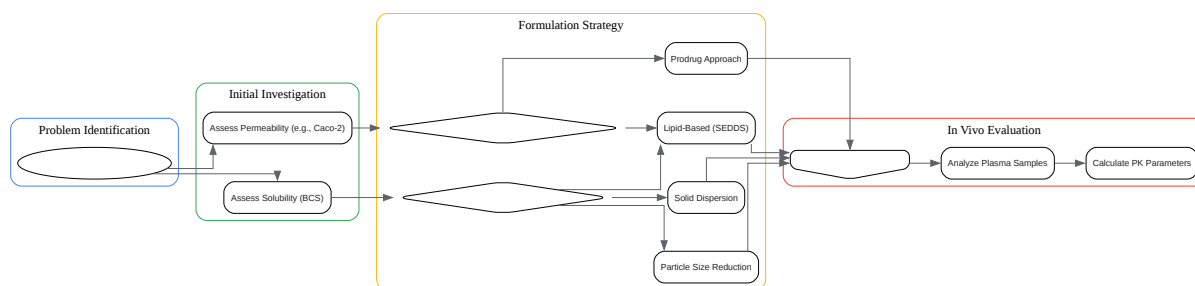 Formulation Strategy
Prodrug Approach
Initial Investigation
Problem Identification
Assess Permeability (e.g., Caco-2)
Lipid-Based (SEDDS)
In Vivo Evaluation
Analyze Plasma Samples
Calculate PK Parameters
Assess Solubility (BCS)
Solid Dispersion
Particle Size Reduction